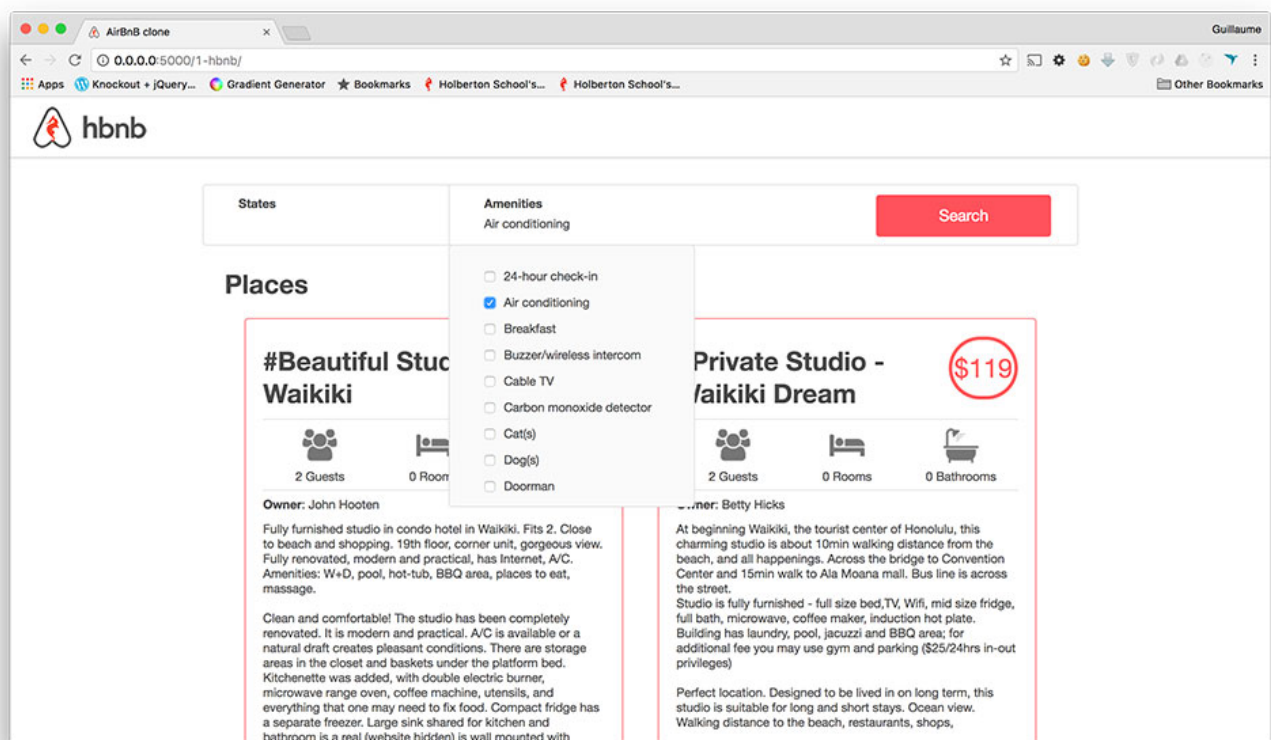 AirBnB clone
Guillaume
0.0.0.0:5000/1-hbnb/
Apps Knockout + jQuery... Gradient Generator Bookmarks Holberton School's... Holberton School's... Other Bookmarks
hbnb
States
Amenities
Air conditioning
Search
24-hour check-in
Air conditioning
Breakfast
Buzzer/wireless intercom
Cable TV
Carbon monoxide detector
Cat(s)
Dog(s)
Doorman
Places
#Beautiful
Waikiki
2 Guests
0
Owner: John Hooten
Fully furnished studio in condo hotel in Waikiki. Fits 2. Close
to beach and shopping. 19th floor, corner unit, gorgeous view.
Fully renovated, modern and practical, has Internet, A/C.
Amenities: W+D, pool, hot-tub, BBQ area, places to eat,
massage.
Clean and comfortable! The studio has been completely
renovated. It is modern and practical. A/C is available or a
natural draft creates pleasant conditions. There are storage
areas in the closet and baskets under the platform bed.
Kitchenette was added, with double electric burner,
microwave range oven, coffee machine, utensils, and
everything that one may need to fix food. Compact fridge has
a separate freezer. Large sink shared for kitchen and
bathroom is a real (website hidden) is wall mounted with
Private Studio -
Dream
$119
2 Guests
0 Rooms
0 Bathrooms
Betty Hicks
At beginning Waikiki, the tourist center of Honolulu, this
charming studio is about 10min walking distance from the
beach, and all happenings. Across the bridge to Convention
Center and 15min walk to Ala Moana mall. Bus line is across
the street.
Studio is fully furnished - full size bed,TV, Wifi, mid size fridge,
full bath, microwave, coffee maker, induction hot plate.
Building has laundry, pool, jacuzzi and BBQ area; for
additional fee you may use gym and parking ($25/24hrs in-out
privileges)
Perfect location. Designed to be lived in on long term, this
studio is suitable for long and short stays. Ocean view.
Walking distance to the beach, restaurants, shops,